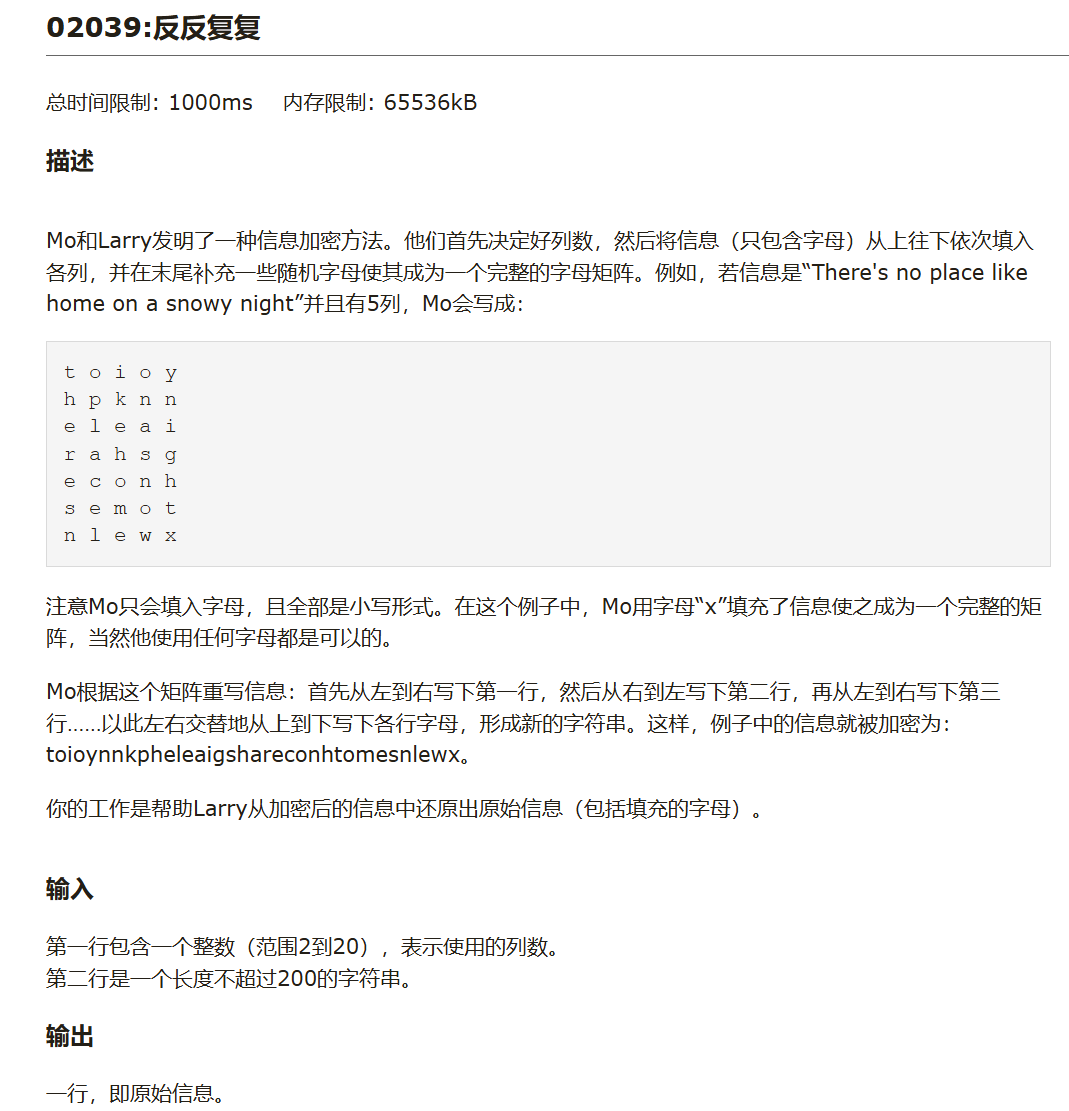 02039:反反复复
总时间限制: 1000ms 内存限制: 65536kB
描述
Mo和Larry发明了一种信息加密方法。他们首先决定好列数，然后将信息（只包含字母）从上往下依次填入
各列，并在末尾补充一些随机字母使其成为一个完整的字母矩阵。例如，若信息是“There's no place like
home on a snowy night”并且有5列，Mo会写成：
t o i o y
h p k n n
e l e a i
r a h s g
e c o n h
s e m o t
n l e w x
注意Mo只会填入字母，且全部是小写形式。在这个例子中，Mo用字母“x”填充了信息使之成为一个完整的矩
阵，当然他使用任何字母都是可以的。
Mo根据这个矩阵重写信息：首先从左到右写下第一行，然后从右到左写下第二行，再从左到右写下第三
行……以此左右交替地从上到下写下各行字母，形成新的字符串。这样，例子中的信息就被加密为：
toioynnkpheleaigshareconhtomesnlewx。
你的工作是帮助Larry从加密后的信息中还原出原始信息（包括填充的字母）。
输入
第一行包含一个整数（范围2到20），表示使用的列数。
第二行是一个长度不超过200的字符串。
输出
一行，即原始信息。